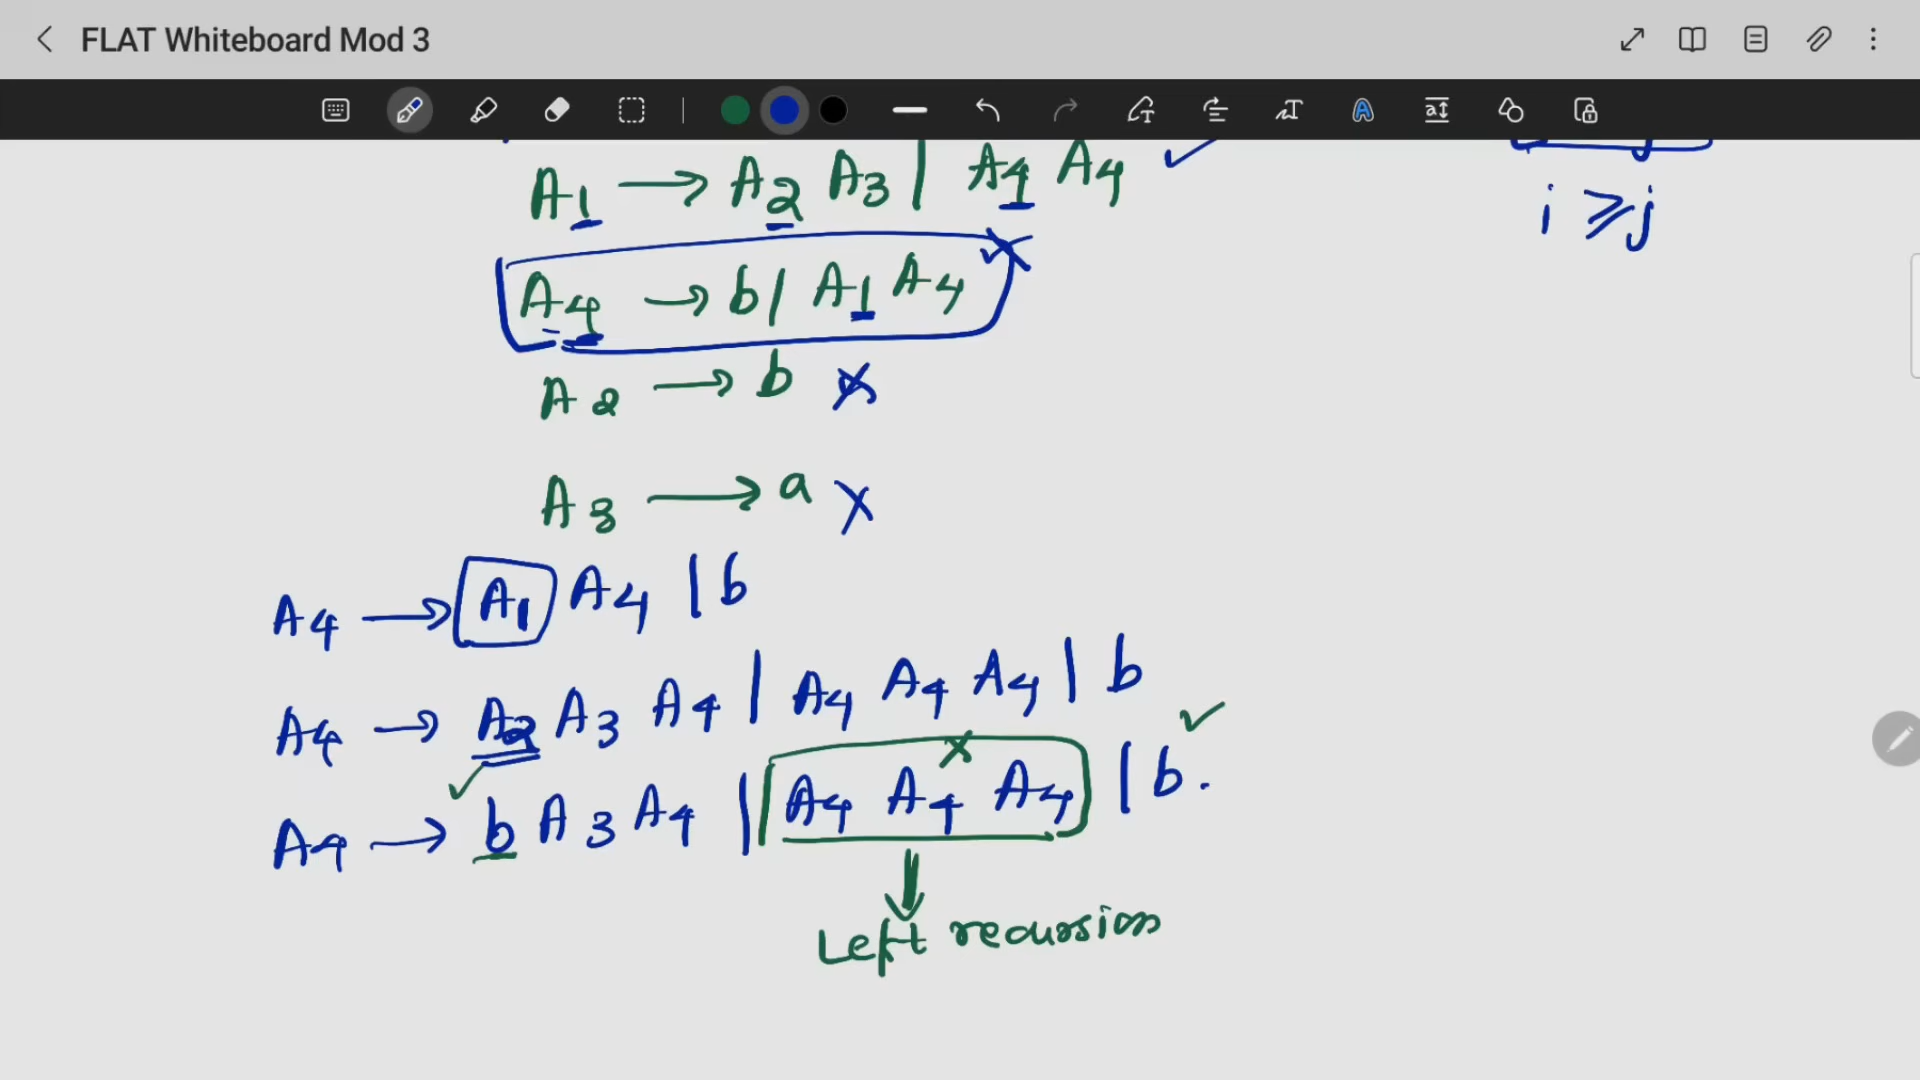 FLAT Whiteboard Mod 3
A1 → A2 A3 | A4 A4 ✓
i ≥ j
A4 → b | A1 A4
A2 → b X
A3 → a X
A4 → A1 A4 | b
A4 → A2 A3 A4 | A4 A4 A4 | b
A4 → b A3 A4 | A4 A4 A4 | b.
Left recursion